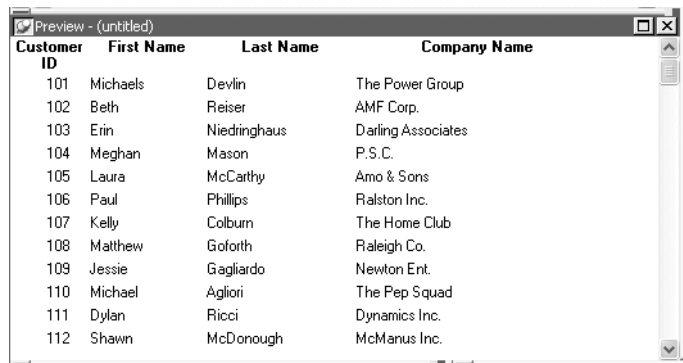 Preview - (untitled)
Customer ID First Name Last Name Company Name
101 Michaels Devlin The Power Group
102 Beth Reiser AMF Corp.
103 Erin Niedringhaus Darling Associates
104 Meghan Mason P.S.C.
105 Laura McCarthy Amo & Sons
106 Paul Phillips Ralston Inc.
107 Kelly Colburn The Home Club
108 Matthew Goforth Raleigh Co.
109 Jessie Gagliardo Newton Ent.
110 Michael Agliori The Pep Squad
111 Dylan Ricci Dynamics Inc.
112 Shawn McDonough McManus Inc.